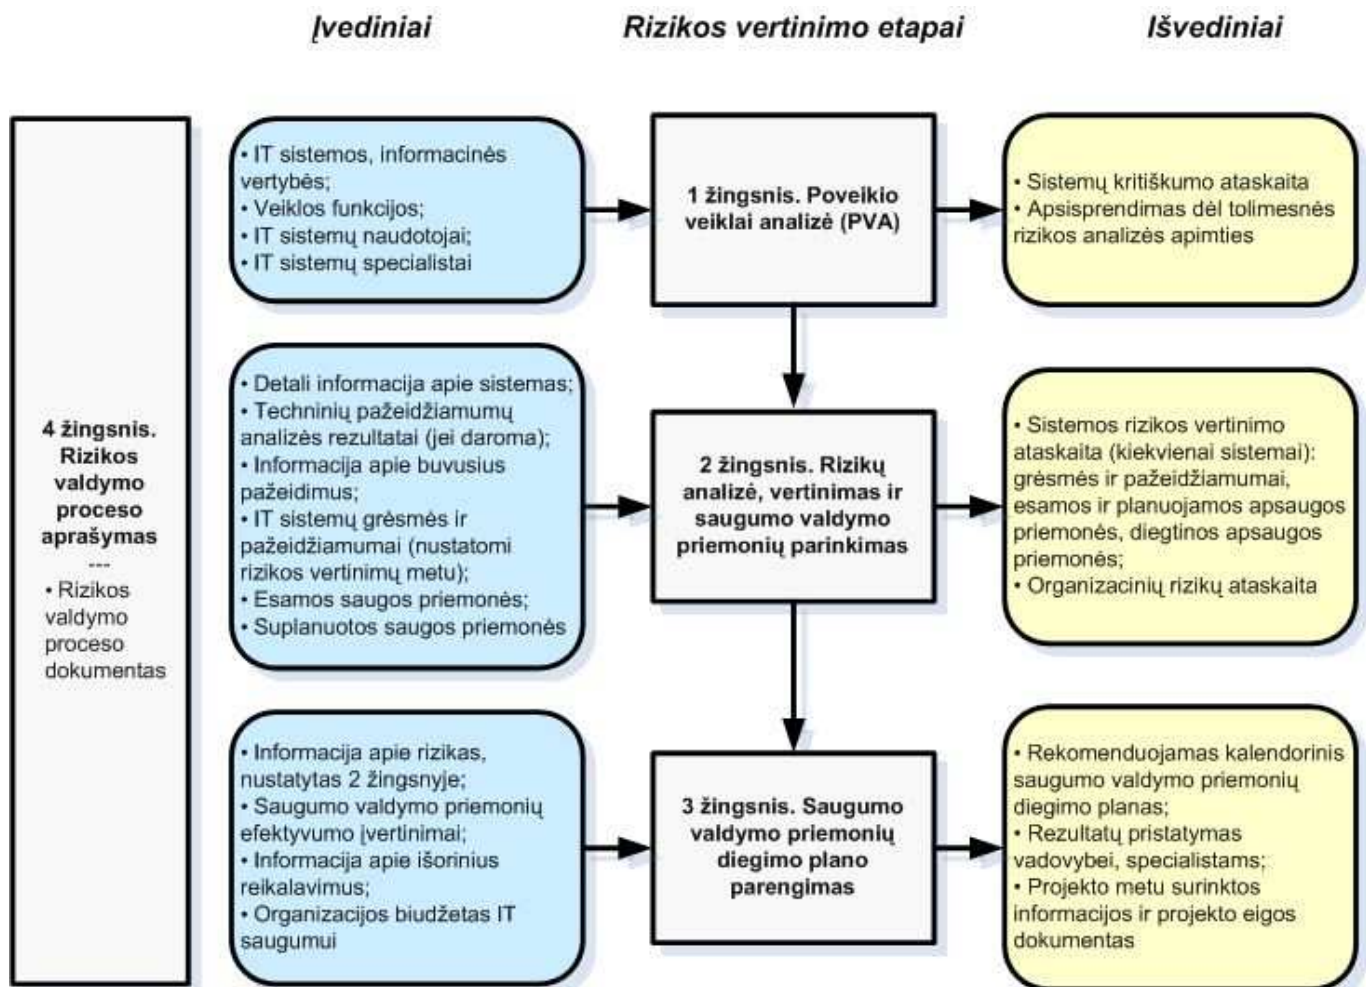 Įvediniai
Rizikos vertinimo etapai
Išvediniai
4 žingsnis.
Rizikos
valdymo
proceso
aprašymas
---
• Rizikos
valdymo
proceso
dokumentas
• IT sistemos, informacinės
vertybės;
• Veiklos funkcijos;
• IT sistemų naudotojai;
• IT sistemų specialistai
1 žingsnis. Poveikio
veiklai analizė (PVA)
• Sistemų kritiškumo ataskaita
• Apsisprendimas dėl tolimesnės
rizikos analizės apimties
• Detali informacija apie sistemas;
• Techninių pažeidžiamumų
analizės rezultatai (jei daroma);
• Informacija apie buvusius
pažeidimus;
• IT sistemų grėsmės ir
pažeidžiamumai (nustatomi
rizikos vertinimų metu);
• Esamos saugos priemonės;
• Suplanuotos saugos priemonės
2 žingsnis. Rizikų
analizė, vertinimas ir
saugumo valdymo
priemonių parinkimas
• Sistemos rizikos vertinimo
ataskaita (kiekvienai sistemai):
grėsmės ir pažeidžiamumai,
esamos ir planuojamos apsaugos
priemonės, diegtinos apsaugos
priemonės;
• Organizacinių rizikų ataskaita
• Informacija apie rizikas,
nustatytas 2 žingsnyje;
• Saugumo valdymo priemonių
efektyvumo įvertinimai;
• Informacija apie išorinius
reikalavimus;
• Organizacijos biudžetas IT
saugumui
3 žingsnis. Saugumo
valdymo priemonių
diegimo plano
parengimas
• Rekomenduojamas kalendorinis
saugumo valdymo priemonių
diegimo planas;
• Rezultatų pristatymas
vadovybei, specialistams;
• Projekto metu surinktos
informacijos ir projekto eigos
dokumentas